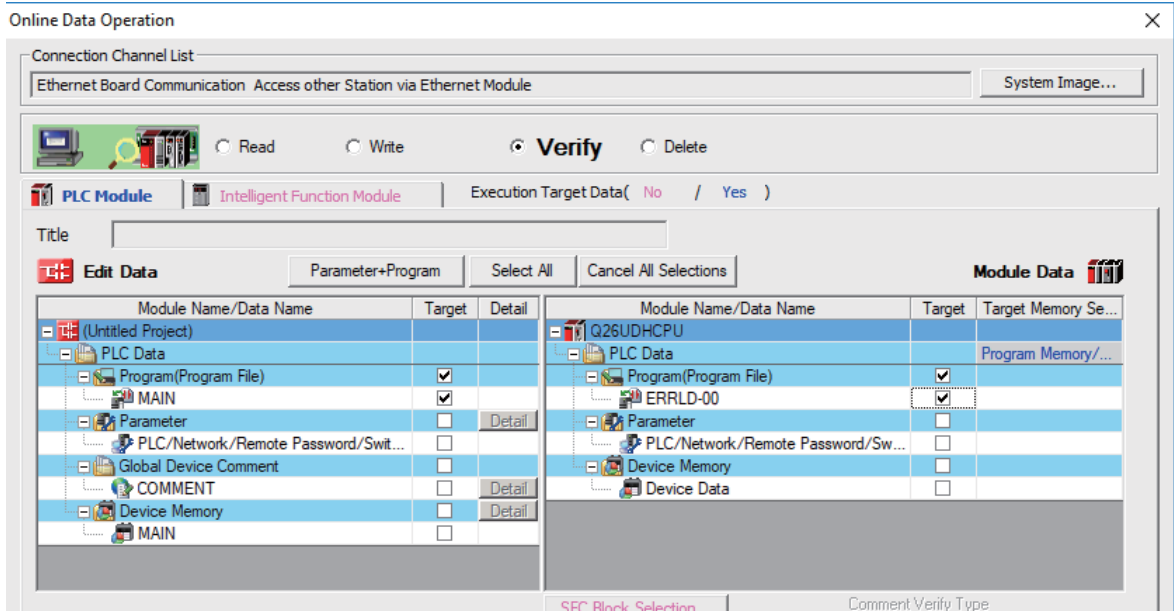 Online Data Operation
Connection Channel List
Ethernet Board Communication Access other Station via Ethernet Module
System Image...
Read
Write
Verify
Delete
PLC Module
Intelligent Function Module
Execution Target Data( No / Yes )
Title
Edit Data
Parameter+Program
Select All
Cancel All Selections
Module Data
Module Name/Data Name Target Detail
(Untitled Project)
PLC Data
Program(Program File)
MAIN
Parameter Detail
PLC/Network/Remote Password/Swit...
Global Device Comment
COMMENT Detail
Device Memory Detail
MAIN
Module Name/Data Name Target Target Memory Se...
Q26UDHCPU
PLC Data Program Memory/...
Program(Program File)
ERRLD-00
Parameter
PLC/Network/Remote Password/Sw...
Device Memory
Device Data
SFC Block Selection
Comment Verify Type